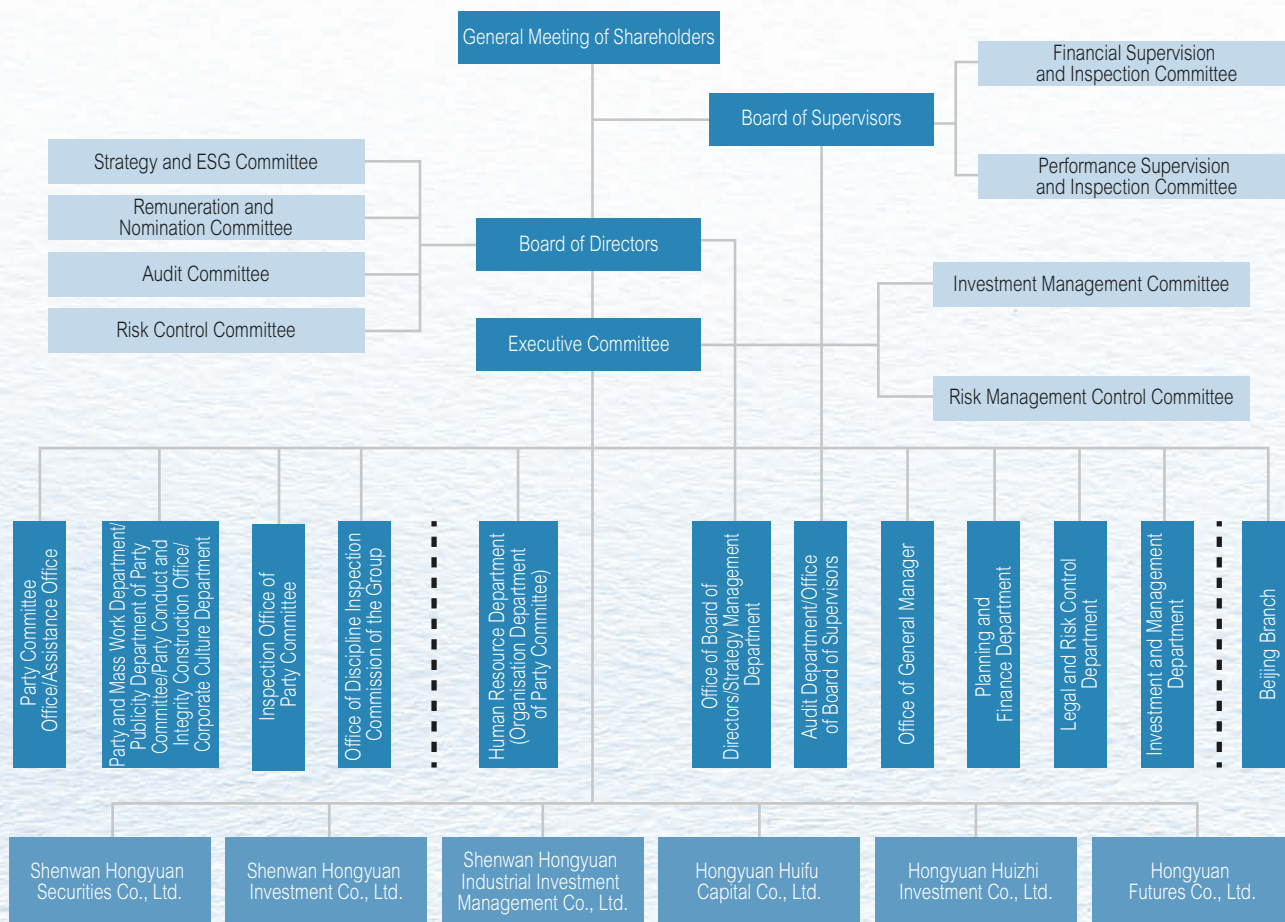 General Meeting of Shareholders
Financial Supervision
and Inspection Committee
Board of Supervisors
Performance Supervision
and Inspection Committee
Strategy and ESG Committee
Remuneration and
Nomination Committee
Audit Committee
Risk Control Committee
Board of Directors
Executive Committee
Investment Management Committee
Risk Management Control Committee
Party Committee
Office/Assistance Office
Party and Mass Work Department/
Publicity Department of Party
Committee/Party Conduct and
Integrity Construction Office/
Corporate Culture Department
Inspection Office of
Party Committee
Office of Discipline Inspection
Commission of the Group
Human Resource Department
(Organisation Department
of Party Committee)
Office of Board of
Directors/Strategy Management
Department
Audit Department/Office
of Board of Supervisors
Office of General Manager
Planning and
Finance Department
Legal and Risk Control
Department
Investment and Management
Department
Beijing Branch
Shenwan Hongyuan
Securities Co., Ltd.
Shenwan Hongyuan
Investment Co., Ltd.
Shenwan Hongyuan
Industrial Investment
Management Co., Ltd.
Hongyuan Huifu
Capital Co., Ltd.
Hongyuan Huizhi
Investment Co., Ltd.
Hongyuan
Futures Co., Ltd.